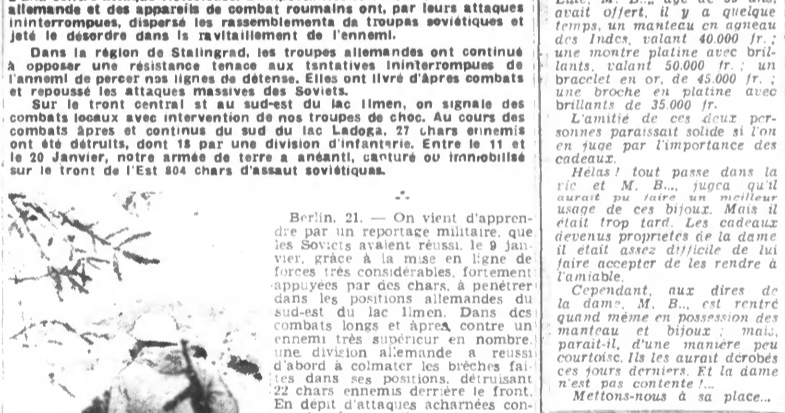 allemande et des appareils de combat roumains ont, par leurs attaques
ininterrompues, dispersé les rassemblements da troupas soviétiques et
jeté le désordre dans ls ravitaillement de l'ennemi.
Dans la région de Stalingrad, les troupes allemandes ont continué
à opposer une résistance tenace aux tsntatives ininterrompues de
l'annemi de percer nos lignes de défense. Elles ont livré d'âpres combats
et repoussé les attaques massives des Soviets.
Sur le tront central st au sud-est du lac Ilmen, on signale des
combats locaux avec intervention de nos troupes de choc. Au cours des
combats âpres et continus du sud du lac Ladoga, 27 chars ennemis
ont été détruits, dont 18 par une division d'infanterie. Entre le 11 et
le 20 Janvier, notre armée de terre a anéanti, capturé ou immobilisé
sur le tront de l'Est 804 chars d'assaut soviétiquas.
Berlin, 21. — On vient d'appren-
dre par un reportage militaire, que
les Soviets avaient réussi, le 9 jan-
vier, grâce à la mise en ligne de
forces très considérables, fortement
appuyées par des chars, à pénétrer
dans les positions allemandes du
sud-est du lac Ilmen. Dans des
combats longs et âpres contre un
ennemi très supérieur en nombre,
une division allemande a reussi
d'abord à colmater les brèches fai-
tes dans ses positions, détruisant
22 chars ennemis derrière le front.
En dépit d'attaques acharnées con-
avait offert, il y a quelque
temps, un manteau en agneau
des Indes, valant 40.000 fr. ;
une montre platine avec bril-
lants, valant 50.000 fr. ; un
bracelet en or, de 45.000 fr. ;
une broche en platine avec
brillants de 35.000 fr.
L'amitié de ces deux per-
sonnes paraissait solide si l'on
en juge par l'importance des
cadeaux.
Hélas ! tout passe dans la
vie et M. B..., jugea qu'il
aurait pu faire un meilleur
usage de ces bijoux. Mais il
était trop tard. Les cadeaux
devenus propriétés de la dame
il était assez difficile de lui
faire accepter de les rendre à
l'amiable.
Cependant, aux dires de
la dame, M. B.., est rentré
quand même en possession des
manteau et bijoux ; mais,
parait-il, d'une manière peu
courtoise. Ils les aurait dérobés
ces jours derniers. Et la dame
n'est pas contente !...
Mettons-nous à sa place...